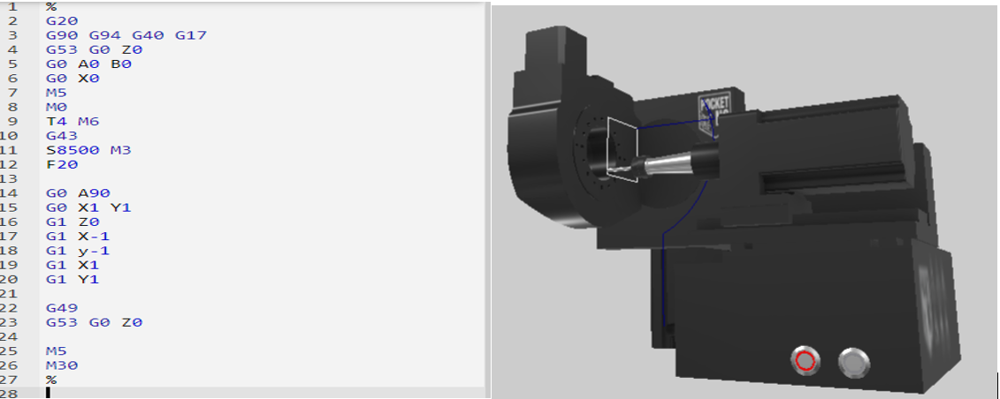 1 %
2 G20
3 G90 G94 G40 G17
4 G53 G0 Z0
5 G0 A0 B0
6 G0 X0
7 M5
8 M0
9 T4 M6
10 G43
11 S8500 M3
12 F20
13
14 G0 A90
15 G0 X1 Y1
16 G1 Z0
17 G1 X-1
18 G1 y-1
19 G1 X1
20 G1 Y1
21
22 G49
23 G53 G0 Z0
24
25 M5
26 M30
27 %
28
POCKET